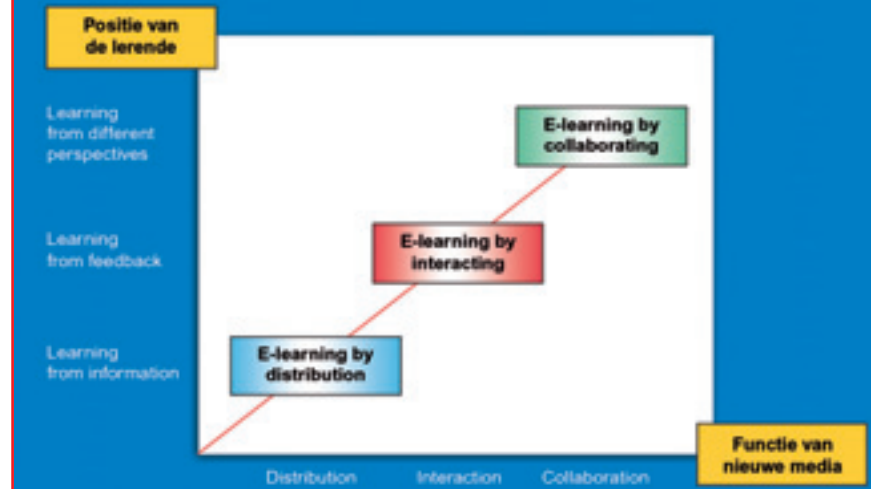 Positie van
de lerende
Learning
from different
perspectives
E-learning by
collaborating
Learning
from feedback
E-learning by
interacting
Learning
from information
E-learning by
distribution
Functie van
nieuwe media
Distribution
Interaction
Collaboration